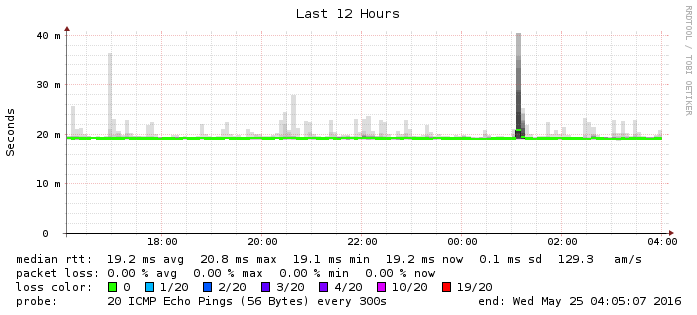 Last 12 Hours
RRDTOOL / TOBI OETIKER
Seconds
40 m
30 m
20 m
10 m
0
18:00 20:00 22:00 00:00 02:00 04:00
median rtt: 19.2 ms avg 20.8 ms max 19.1 ms min 19.2 ms now 0.1 ms sd 129.3 am/s
packet loss: 0.00 % avg 0.00 % max 0.00 % min 0.00 % now
loss color: 0 1/20 2/20 3/20 4/20 10/20 19/20
probe: 20 ICMP Echo Pings (56 Bytes) every 300s end: Wed May 25 04:05:07 2016